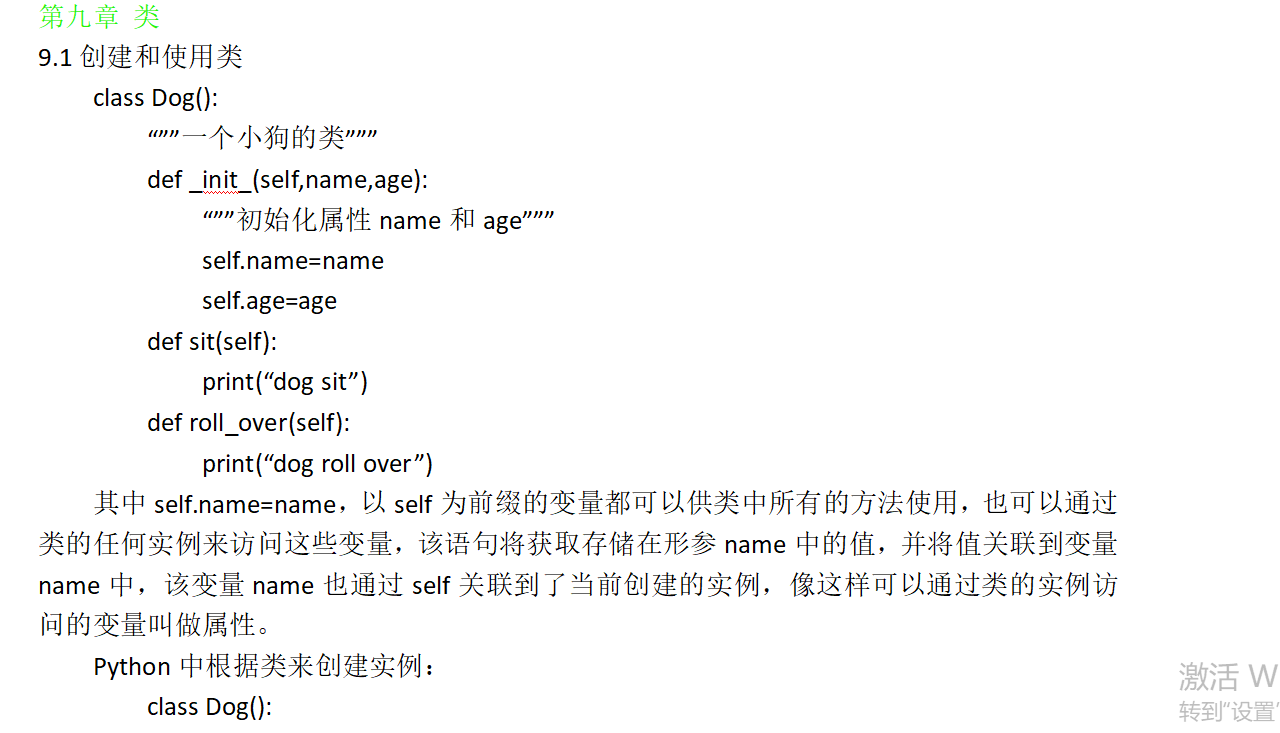 第九章 类
9.1 创建和使用类
class Dog():
“””一个小狗的类”””
def _init_(self,name,age):
“””初始化属性 name 和 age”””
self.name=name
self.age=age
def sit(self):
print(“dog sit”)
def roll_over(self):
print(“dog roll over”)
其中 self.name=name，以 self 为前缀的变量都可以供类中所有的方法使用，也可以通过
类的任何实例来访问这些变量，该语句将获取存储在形参 name 中的值，并将值关联到变量
name 中，该变量 name 也通过 self 关联到了当前创建的实例，像这样可以通过类的实例访
问的变量叫做属性。
Python 中根据类来创建实例：
class Dog():
激活 W
转到“设置”